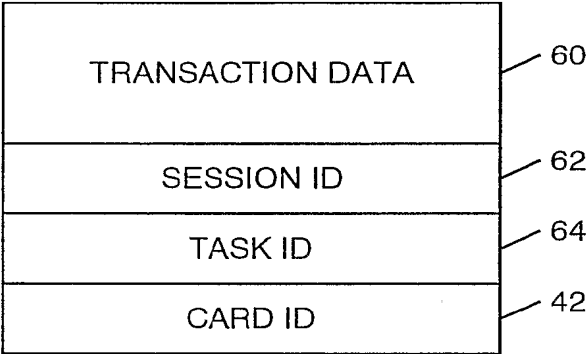 TRANSACTION DATA 60
SESSION ID 62
TASK ID 64
CARD ID 42